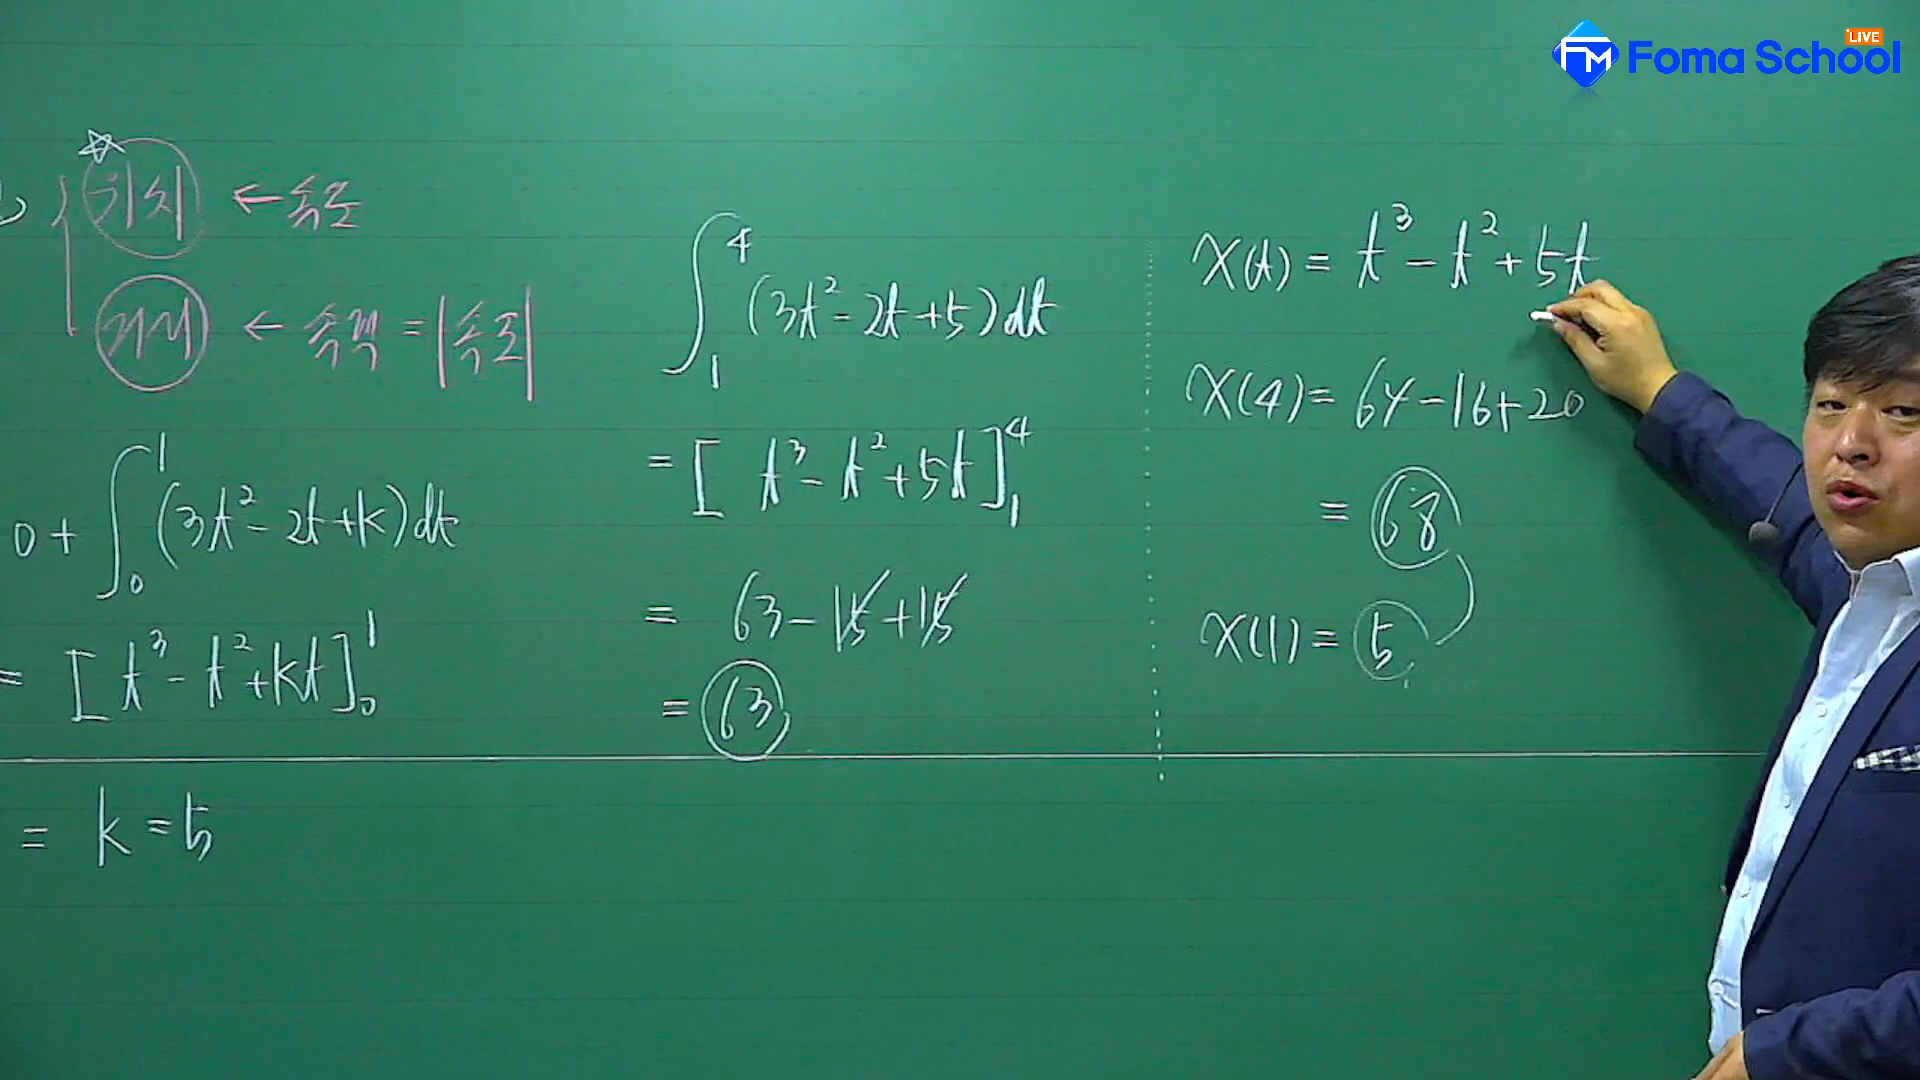 LIVE
FM Foma School
위치 ← 속도
거리 ← 속력 = |속도|
0 + ∫₀¹ (3t² - 2t + k) dt
= [ t³ - t² + kt ]₀¹
= k = 5
∫₁⁴ (3t² - 2t + 5) dt
= [ t³ - t² + 5t ]₁⁴
= 63 - 15 + 15
= 63
x(t) = t³ - t² + 5t
x(4) = 64 - 16 + 20
= 68
x(1) = 5